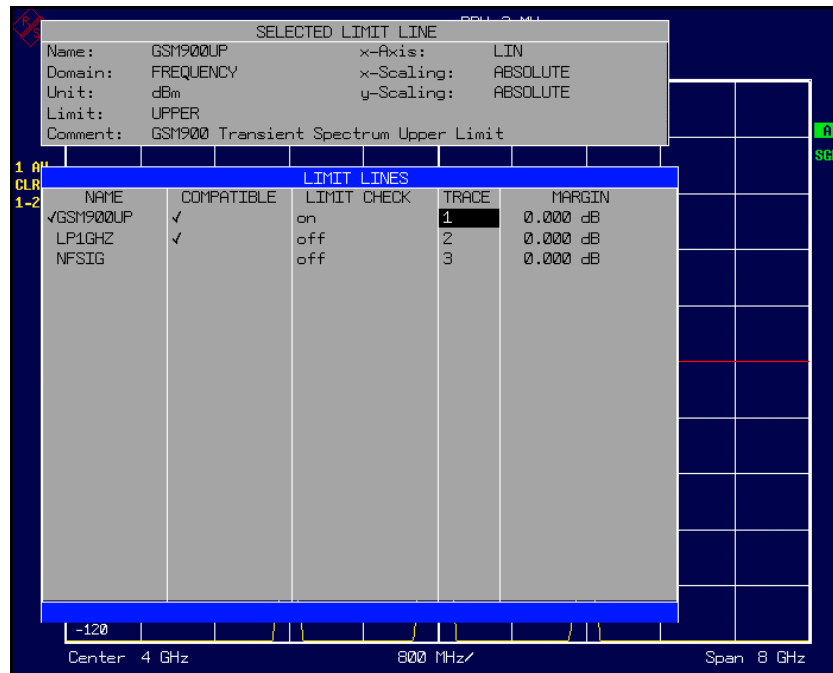 SELECTED LIMIT LINE
Name: GSM900UP x-Axis: LIN
Domain: FREQUENCY x-Scaling: ABSOLUTE
Unit: dBm y-Scaling: ABSOLUTE
Limit: UPPER
Comment: GSM900 Transient Spectrum Upper Limit
A
SGL
1 AV
CLR
1-2
LIMIT LINES
NAME COMPATIBLE LIMIT CHECK TRACE MARGIN
✓GSM900UP ✓ on 1 0.000 dB
LP1GHZ ✓ off 2 0.000 dB
NFSIG off 3 0.000 dB
-120
Center 4 GHz 800 MHz/ Span 8 GHz